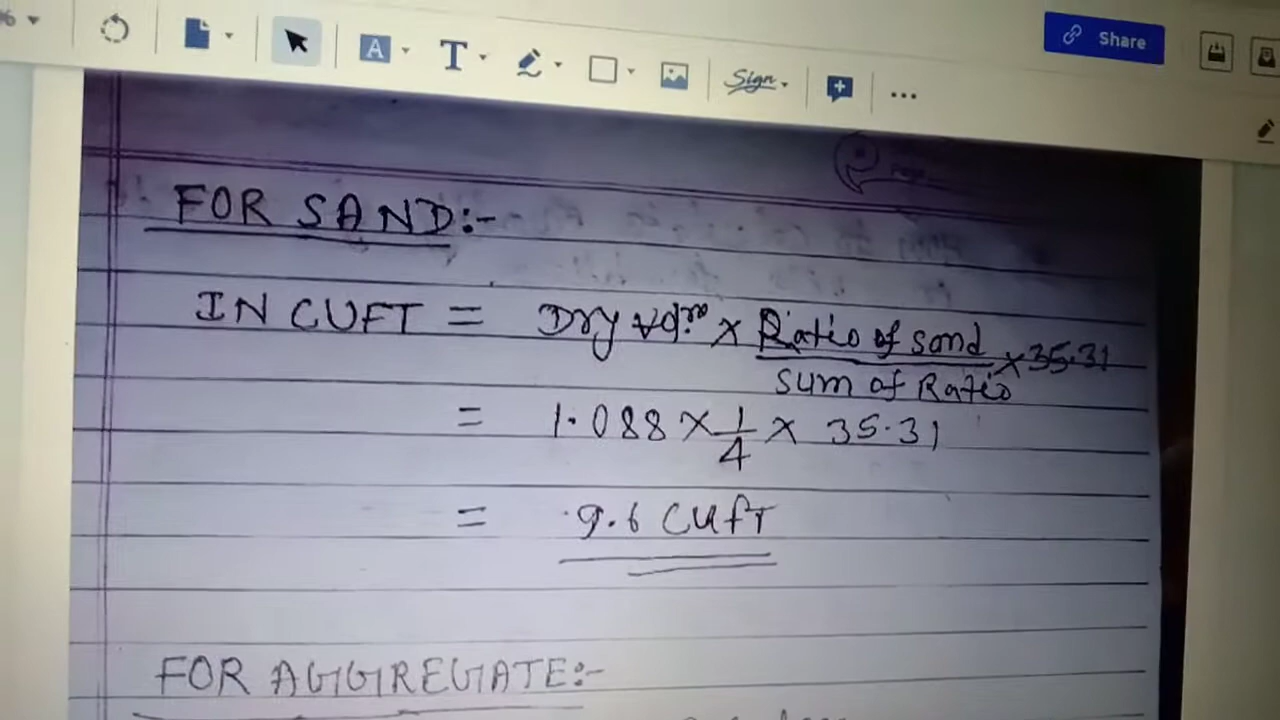 Share
A T Sign
FOR SAND:-
IN CUFT = Dry × Ratio of sand × 35.31
sum of Ratio
= 1.088 × 1/4 × 35.31
= 9.6 CUfT
FOR AGGREGATE:-